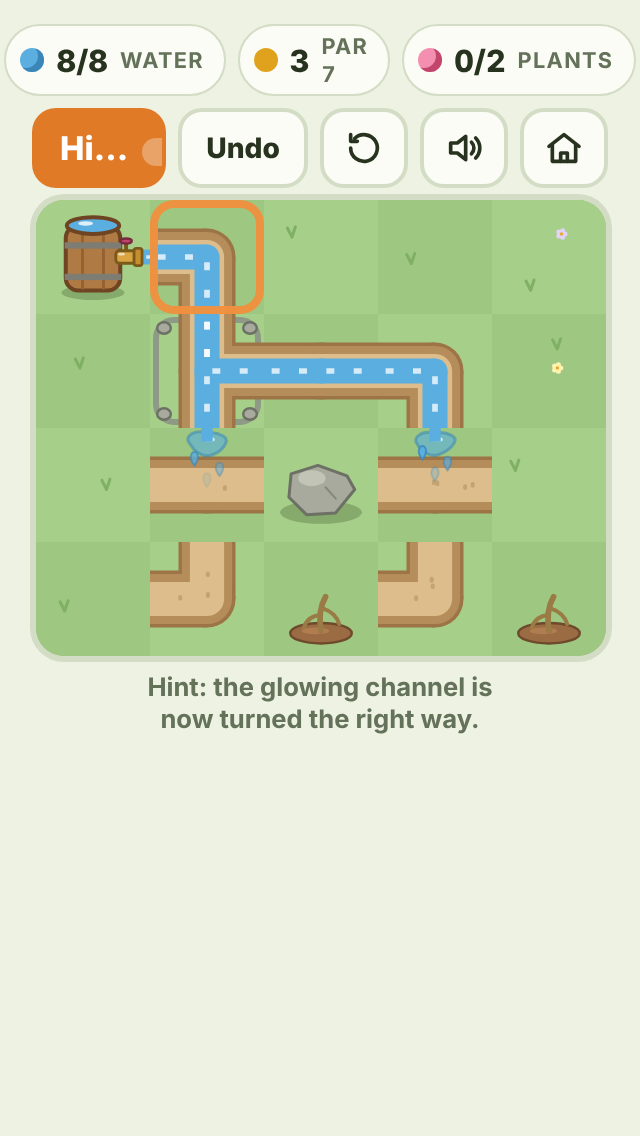 8/8 WATER
3 PAR 7
0/2 PLANTS
Hi...
Undo
Hint: the glowing channel is
now turned the right way.